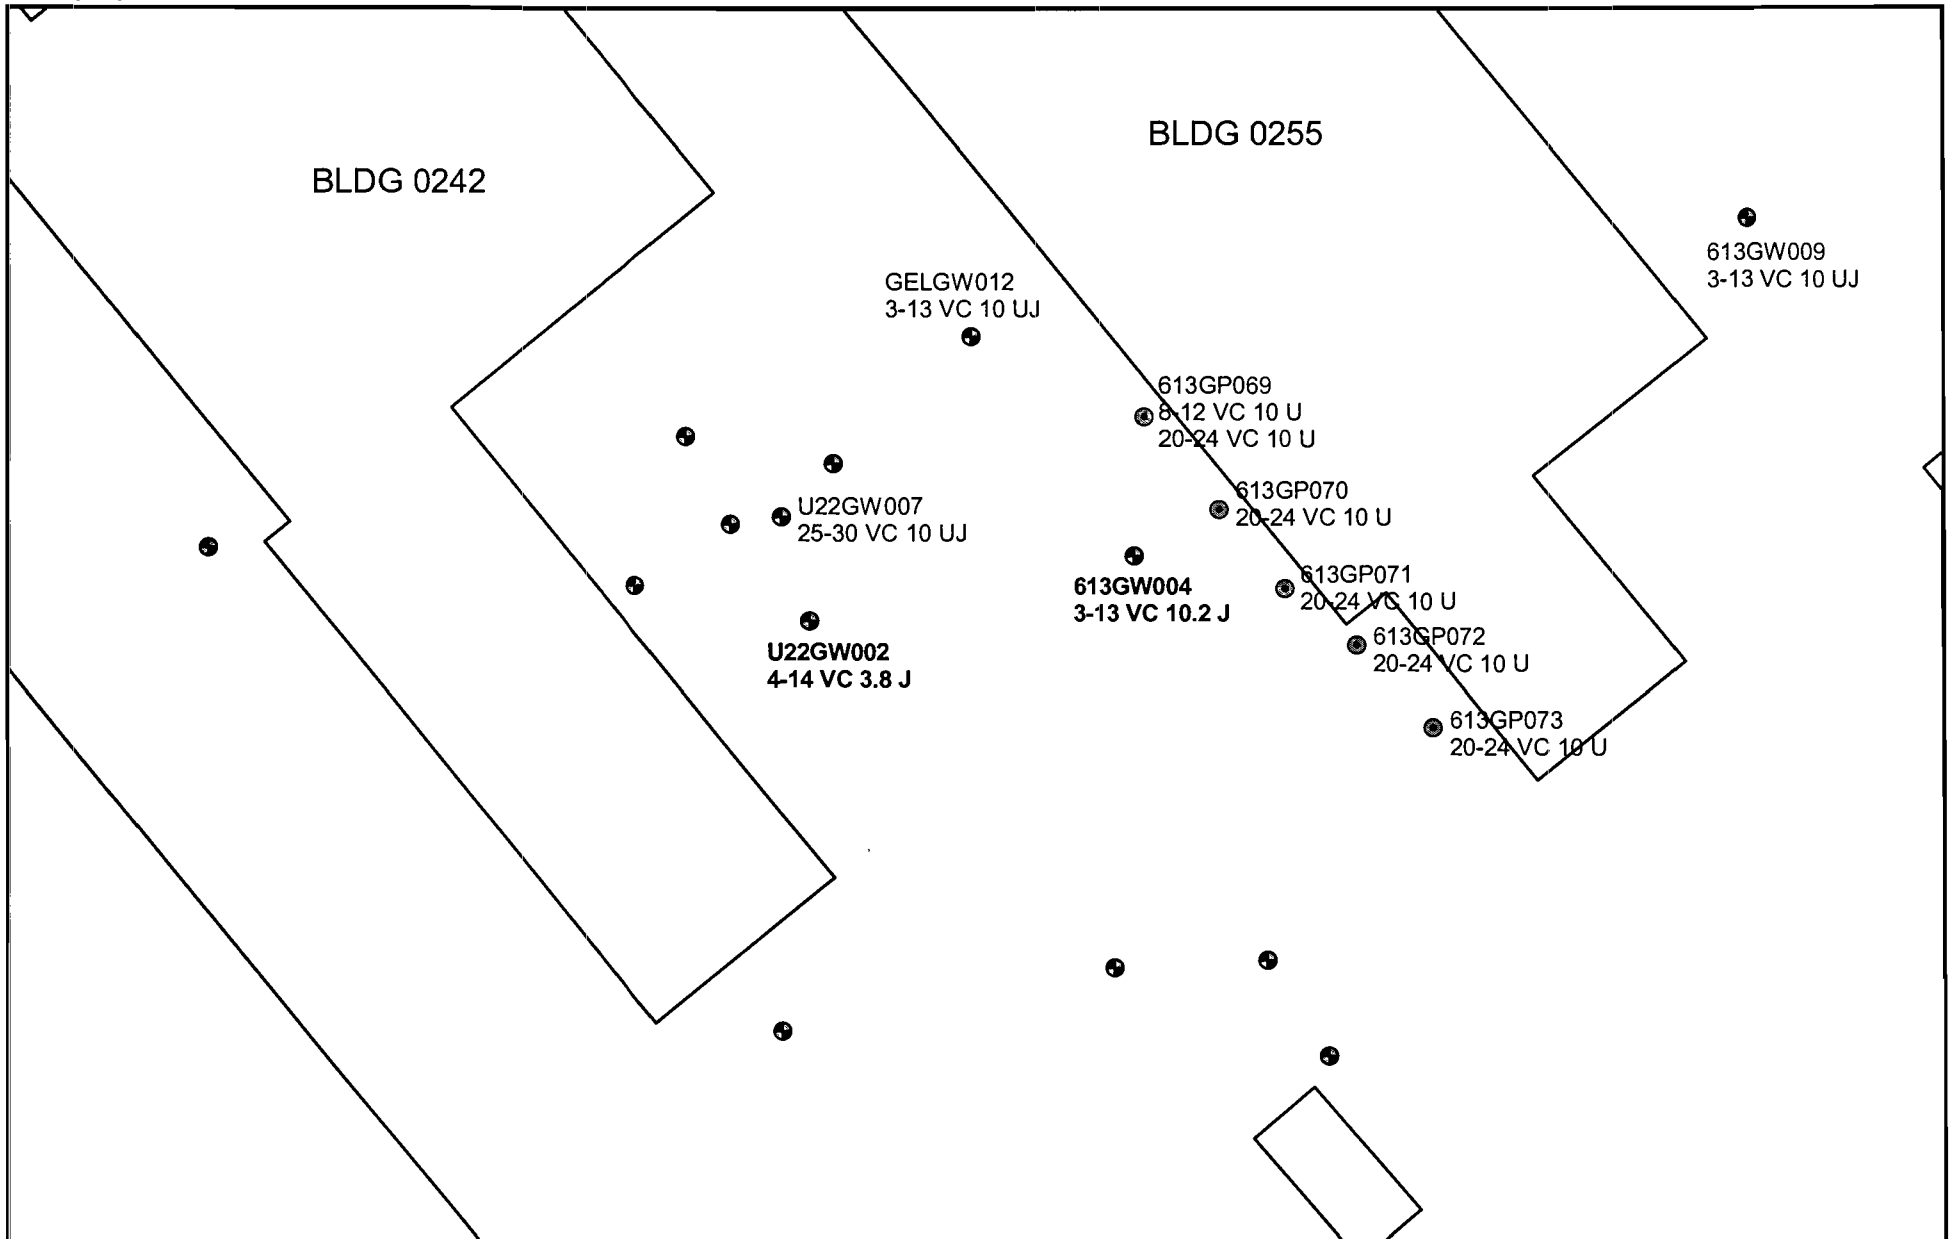 BLDG 0255
BLDG 0242
613GW009
3-13 VC 10 UJ
GELGW012
3-13 VC 10 UJ
613GP069
8-12 VC 10 U
20-24 VC 10 U
613GP070
20-24 VC 10 U
U22GW007
25-30 VC 10 UJ
613GW004
3-13 VC 10.2 J
613GP071
20-24 VC 10 U
613GP072
20-24 VC 10 U
U22GW002
4-14 VC 3.8 J
613GP073
20-24 VC 10 U